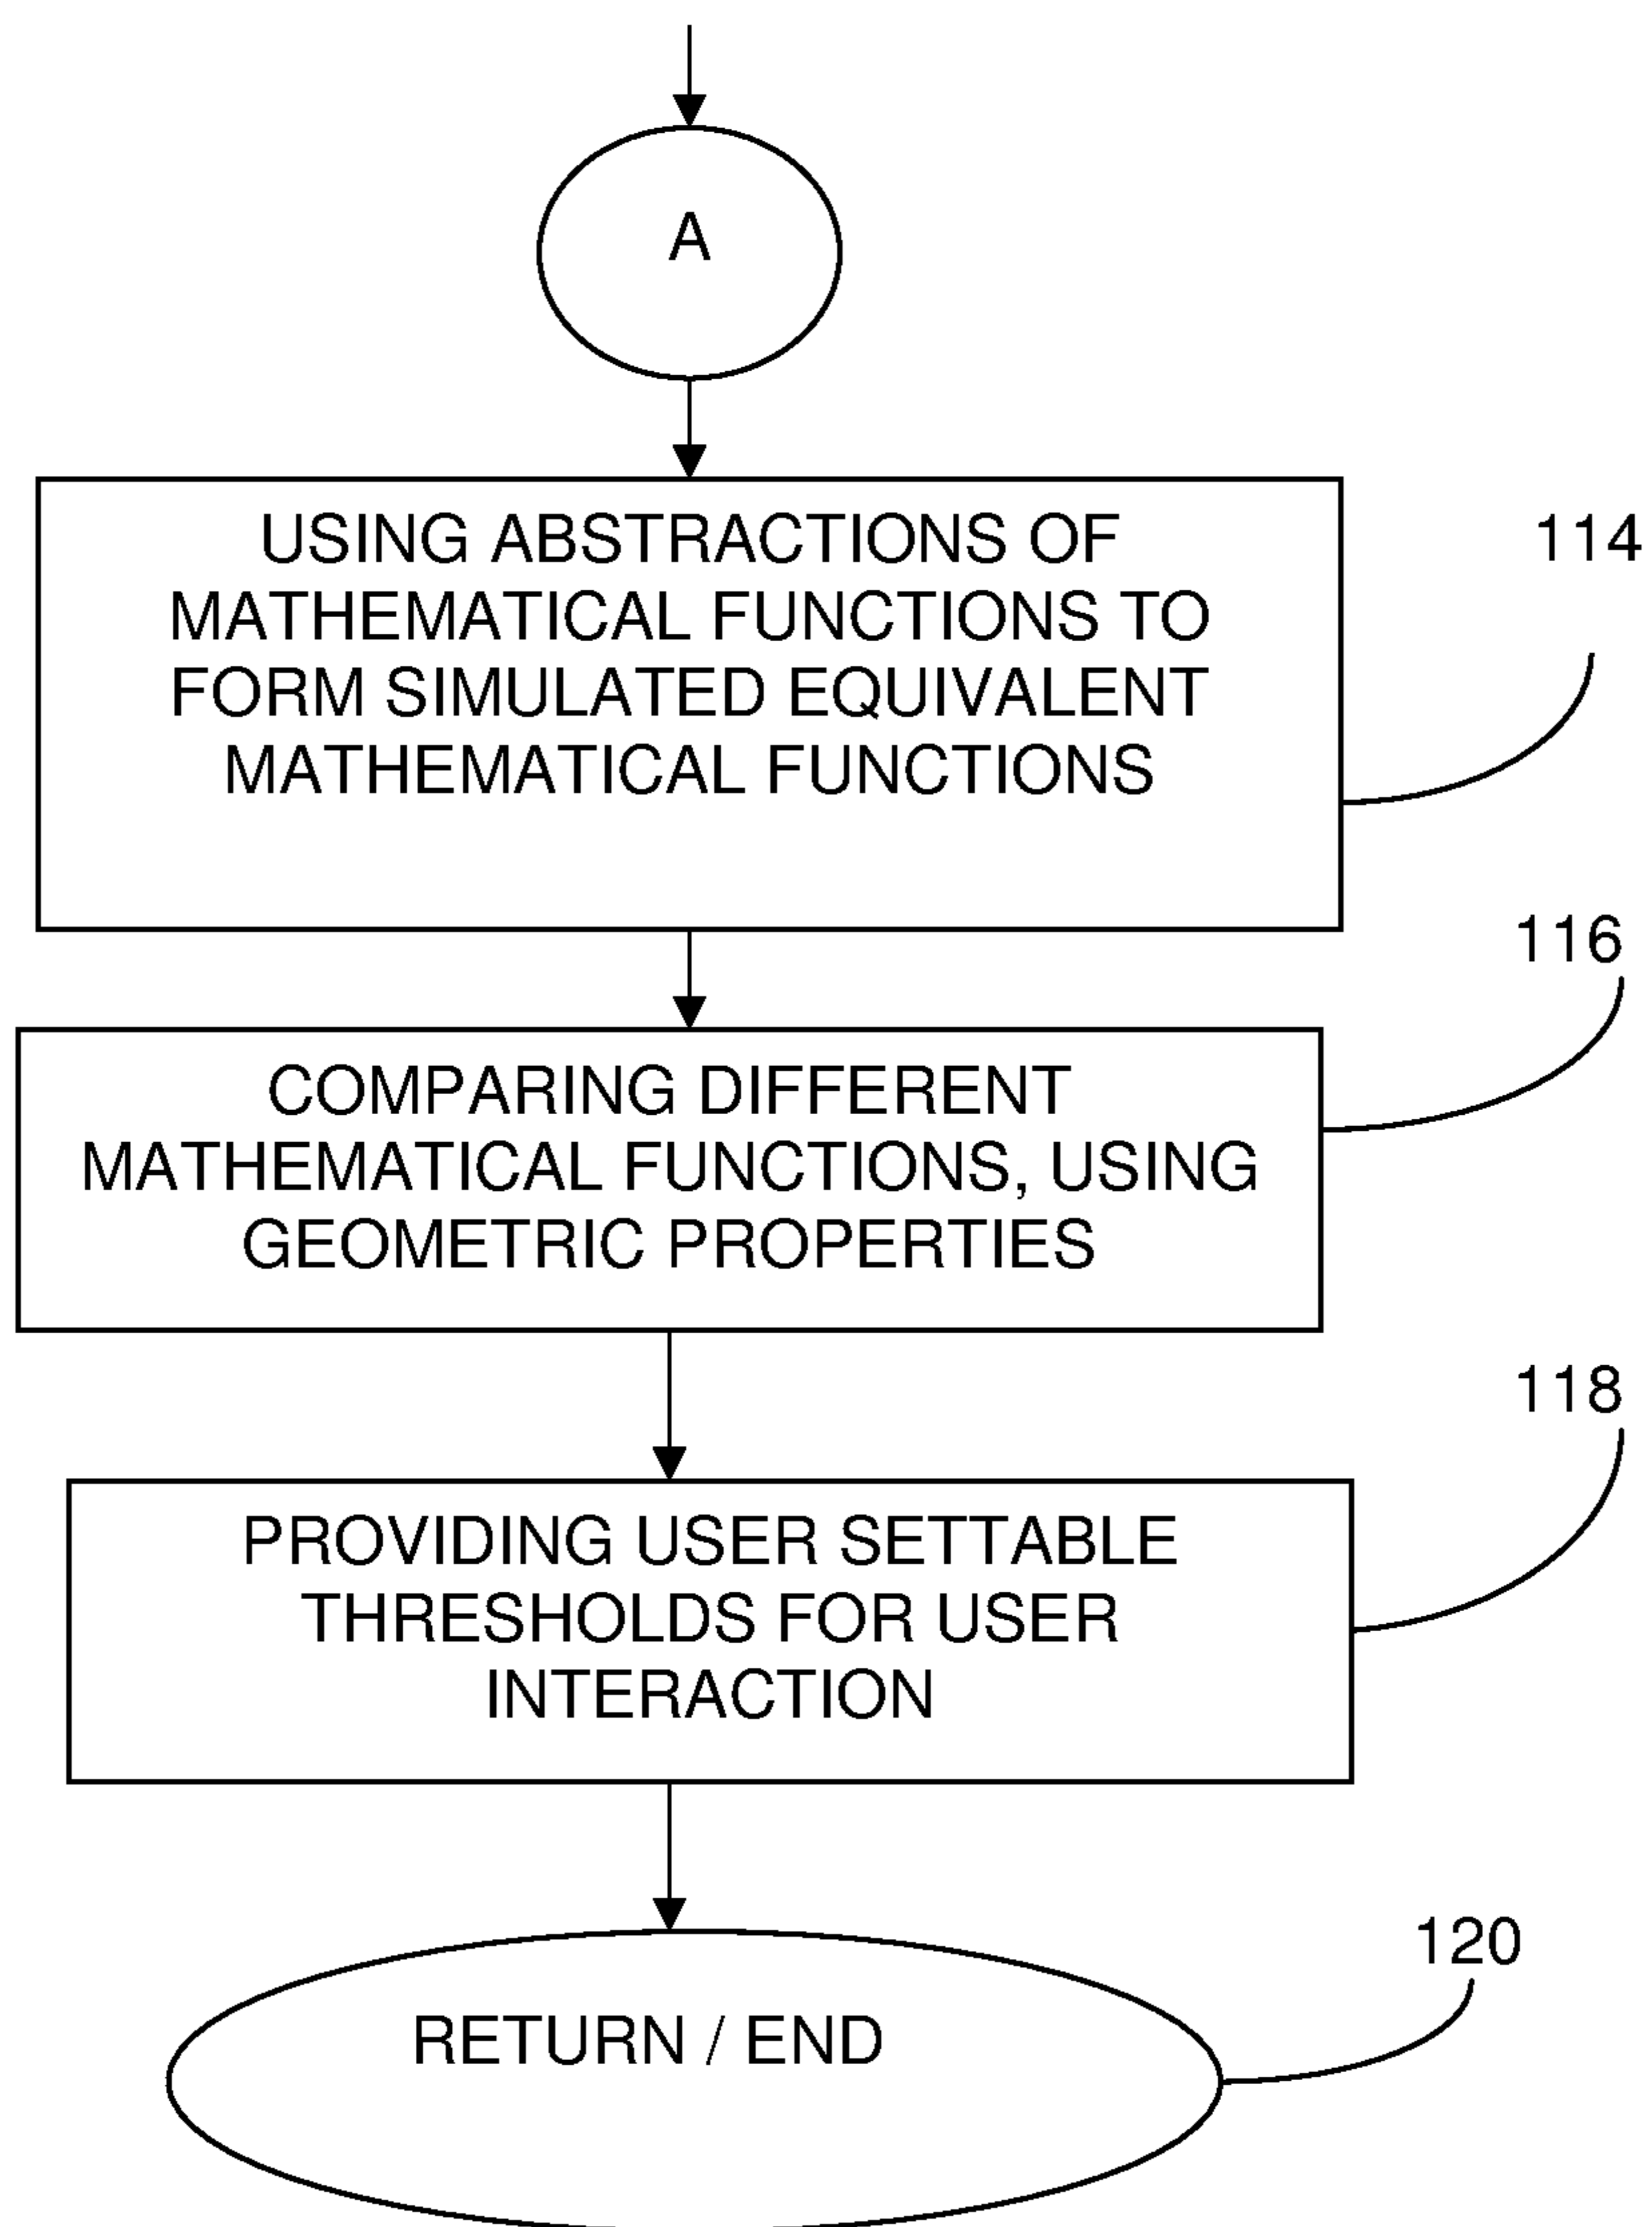 A
USING ABSTRACTIONS OF
MATHEMATICAL FUNCTIONS TO
FORM SIMULATED EQUIVALENT
MATHEMATICAL FUNCTIONS
114
116
COMPARING DIFFERENT
MATHEMATICAL FUNCTIONS, USING
GEOMETRIC PROPERTIES
118
PROVIDING USER SETTABLE
THRESHOLDS FOR USER
INTERACTION
120
RETURN / END